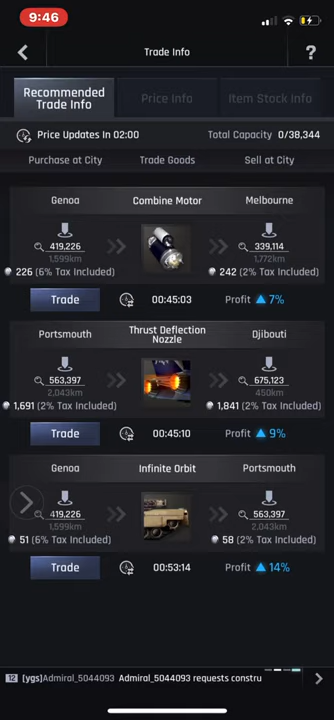 9:46
Trade Info
?
Recommended Trade Info
Price Info
Item Stock Info
Price Updates In 02:00
Total Capacity 0/38,344
Purchase at City
Trade Goods
Sell at City
Genoa
Combine Motor
Melbourne
419,226
339,114
1,599km
1,772km
226 (6% Tax Included)
242 (2% Tax Included)
Trade
00:45:03
Profit 7%
Portsmouth
Thrust Deflection Nozzle
Djibouti
563,397
675,123
2,043km
450km
1,691 (2% Tax Included)
1,841 (2% Tax Included)
Trade
00:45:10
Profit 9%
Genoa
Infinite Orbit
Portsmouth
419,226
563,397
1,599km
2,043km
51 (6% Tax Included)
58 (2% Tax Included)
Trade
00:53:14
Profit 14%
12 [ygs]Admiral_5044093 Admiral_5044093 requests constru